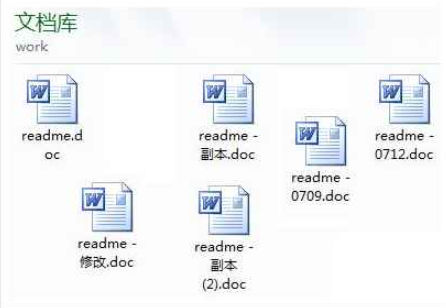 文档库
work
readme.d
oc
readme -
副本.doc
readme -
0709.doc
readme -
0712.doc
readme -
修改.doc
readme -
副本
(2).doc